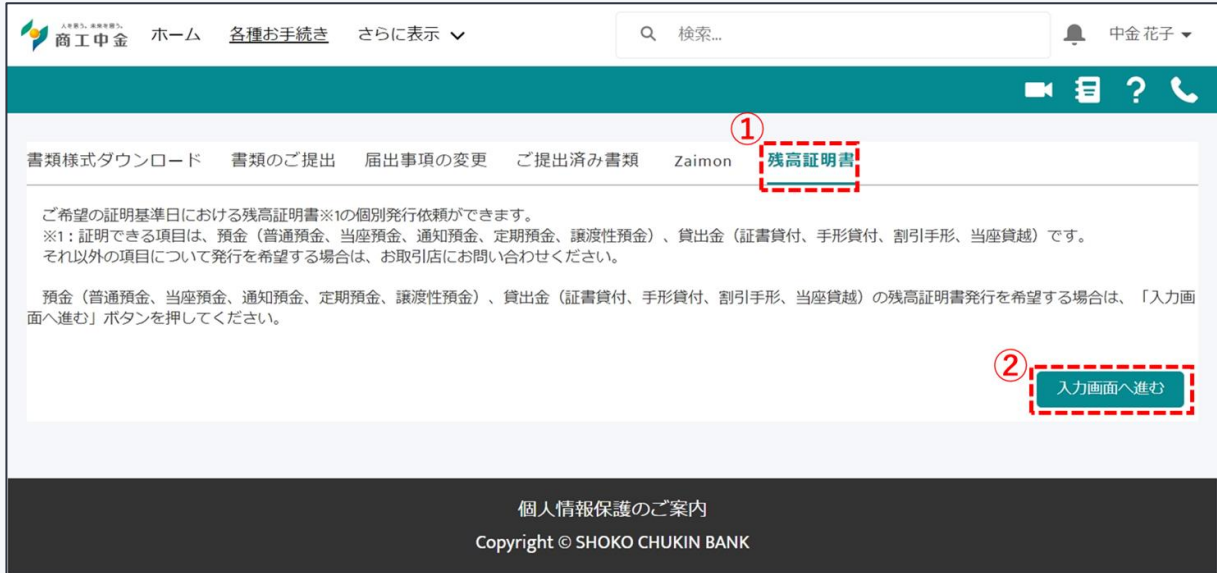 人を思う。未来を思う。
商工中金 ホーム 各種お手続き さらに表示 検索... 中金 花子
?
①
書類様式ダウンロード 書類のご提出 届出事項の変更 ご提出済み書類 Zaimon 残高証明書
ご希望の証明基準日における残高証明書※1の個別発行依頼ができます。
※1：証明できる項目は、預金（普通預金、当座預金、通知預金、定期預金、譲渡性預金）、貸出金（証書貸付、手形貸付、割引手形、当座貸越）です。
それ以外の項目について発行を希望する場合は、お取引店にお問い合わせください。
預金（普通預金、当座預金、通知預金、定期預金、譲渡性預金）、貸出金（証書貸付、手形貸付、割引手形、当座貸越）の残高証明書発行を希望する場合は、「入力画
面へ進む」ボタンを押してください。
②
入力画面へ進む
個人情報保護のご案内
Copyright © SHOKO CHUKIN BANK